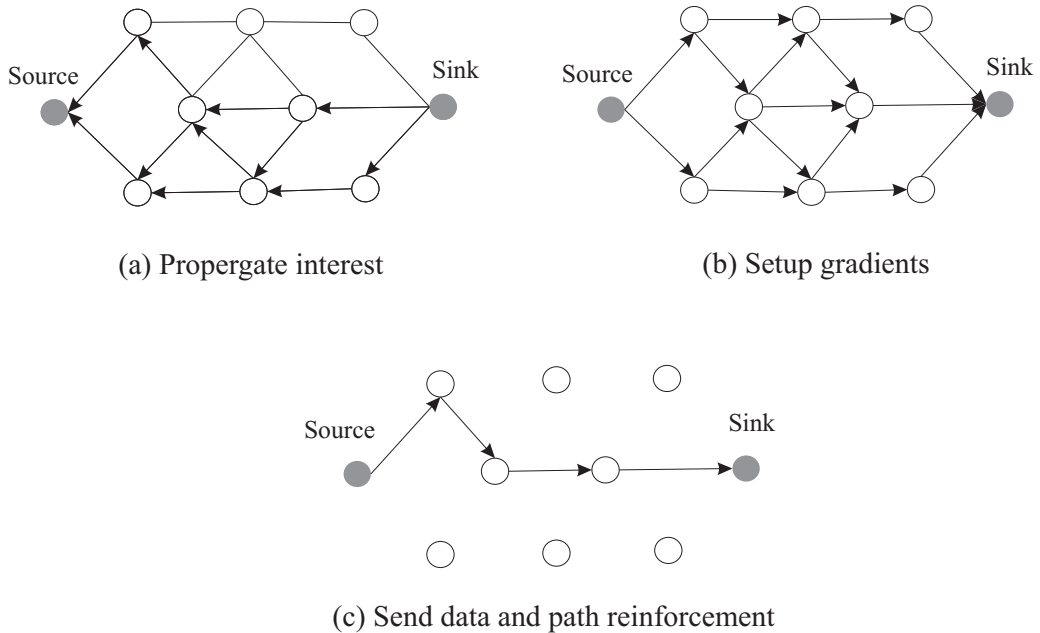 Source
Sink
(a) Propergate interest
Source
Sink
(b) Setup gradients
Source
Sink
(c) Send data and path reinforcement